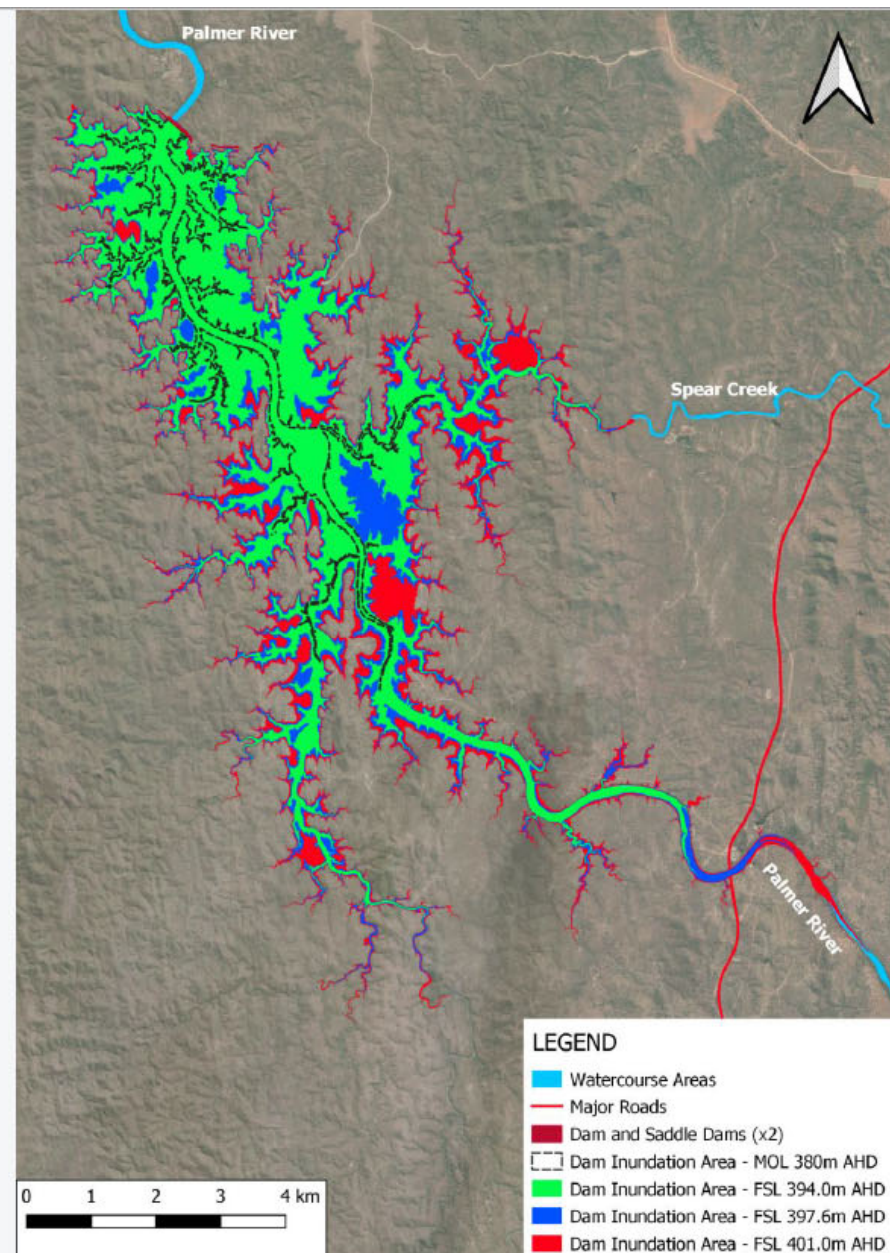 Palmer River
Spear Creek
Palmer River
LEGEND
Watercourse Areas
Major Roads
Dam and Saddle Dams (x2)
Dam Inundation Area - MOL 380m AHD
Dam Inundation Area - FSL 394.0m AHD
Dam Inundation Area - FSL 397.6m AHD
Dam Inundation Area - FSL 401.0m AHD
0 1 2 3 4 km